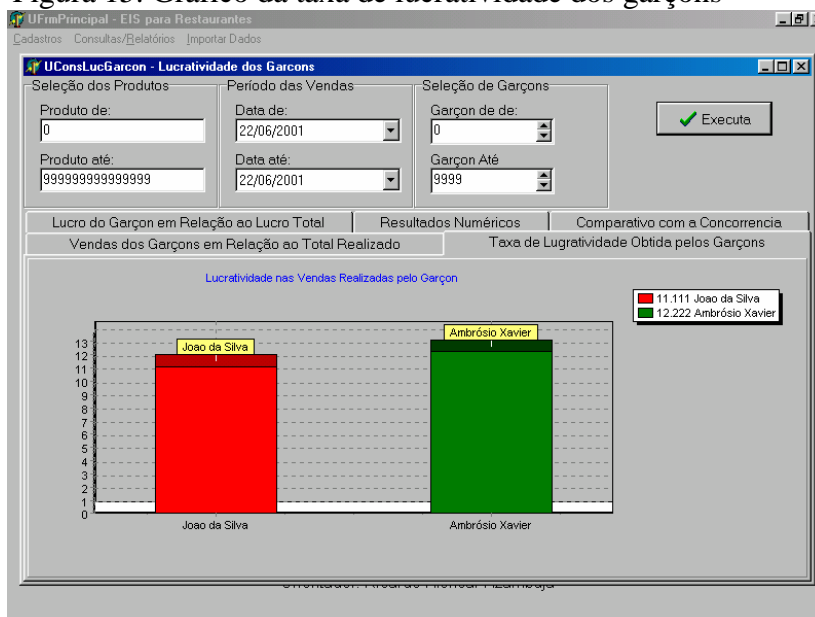 Figura 13: Gráfico da taxa de lucratividade dos garçons
UFrmPrincipal - EIS para Restaurantes
Cadastros Consultas/Relatórios Importar Dados
UConsLucGarcon - Lucratividade dos Garcons
Seleção dos Produtos Período das Vendas Seleção de Garçons
Produto de: Data de: Garçon de de:
0 22/06/2001 0 Executa
Produto até: Data até: Garçon Até
999999999999999 22/06/2001 9999
Lucro do Garçon em Relação ao Lucro Total Resultados Numéricos Comparativo com a Concorrencia
Vendas dos Garçons em Relação ao Total Realizado Taxa de Lugratividade Obtida pelos Garçons
Lucratividade nas Vendas Realizadas pelo Garçon
11.111 Joao da Silva
12.222 Ambrósio Xavier
Joao da Silva Ambrósio Xavier
13
12
11
10
9
8
7
6
5
4
3
2
1
0
Joao da Silva Ambrósio Xavier